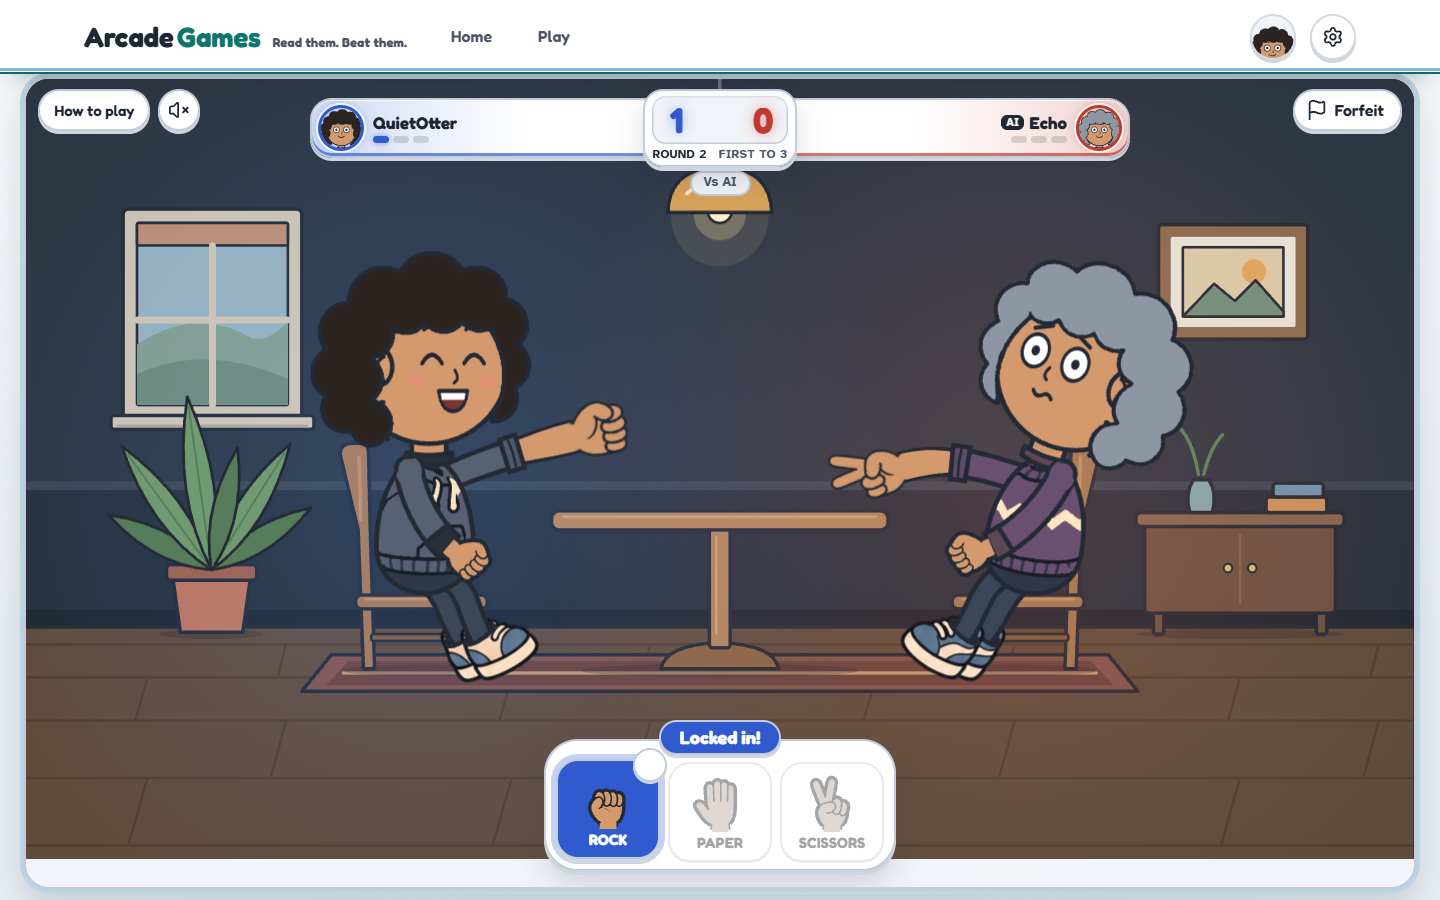 Arcade Games Read them. Beat them. Home Play
How to play
QuietOtter
1 0
AI Echo
Forfeit
ROUND 2 FIRST TO 3
Vs AI
Locked in!
ROCK PAPER SCISSORS